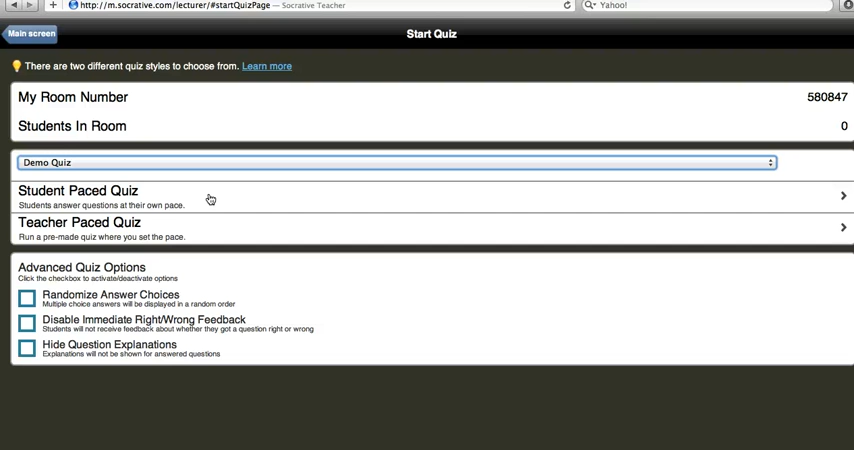 http://m.socrative.com/lecturer/#startQuizPage — Socrative Teacher
Yahoo!
Main screen
Start Quiz
There are two different quiz styles to choose from. Learn more
My Room Number 580847
Students In Room 0
Demo Quiz
Student Paced Quiz
Students answer questions at their own pace.
Teacher Paced Quiz
Run a pre-made quiz where you set the pace.
Advanced Quiz Options
Click the checkbox to activate/deactivate options
Randomize Answer Choices
Multiple choice answers will be displayed in a random order
Disable Immediate Right/Wrong Feedback
Students will not receive feedback about whether they got a question right or wrong
Hide Question Explanations
Explanations will not be shown for answered questions